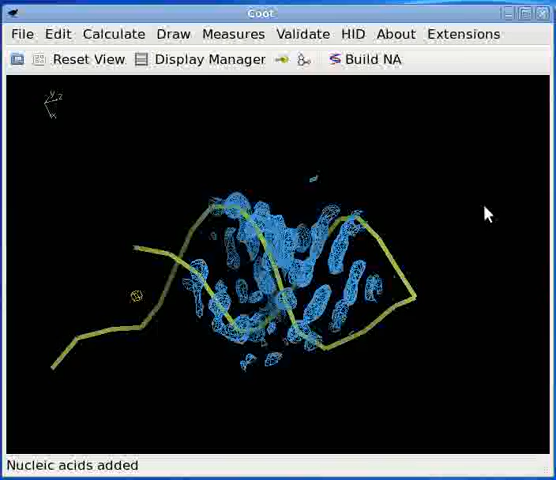 Coot
File Edit Calculate Draw Measures Validate HID About Extensions
Reset View Display Manager Build NA
Nucleic acids added